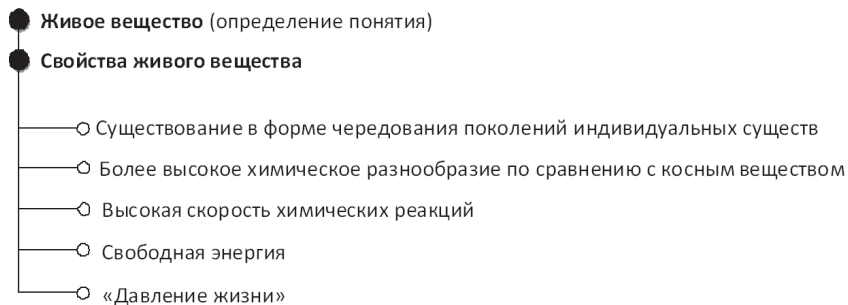 Живое вещество (определение понятия)
Свойства живого вещества
Существование в форме чередования поколений индивидуальных существ
Более высокое химическое разнообразие по сравнению с косным веществом
Высокая скорость химических реакций
Свободная энергия
«Давление жизни»